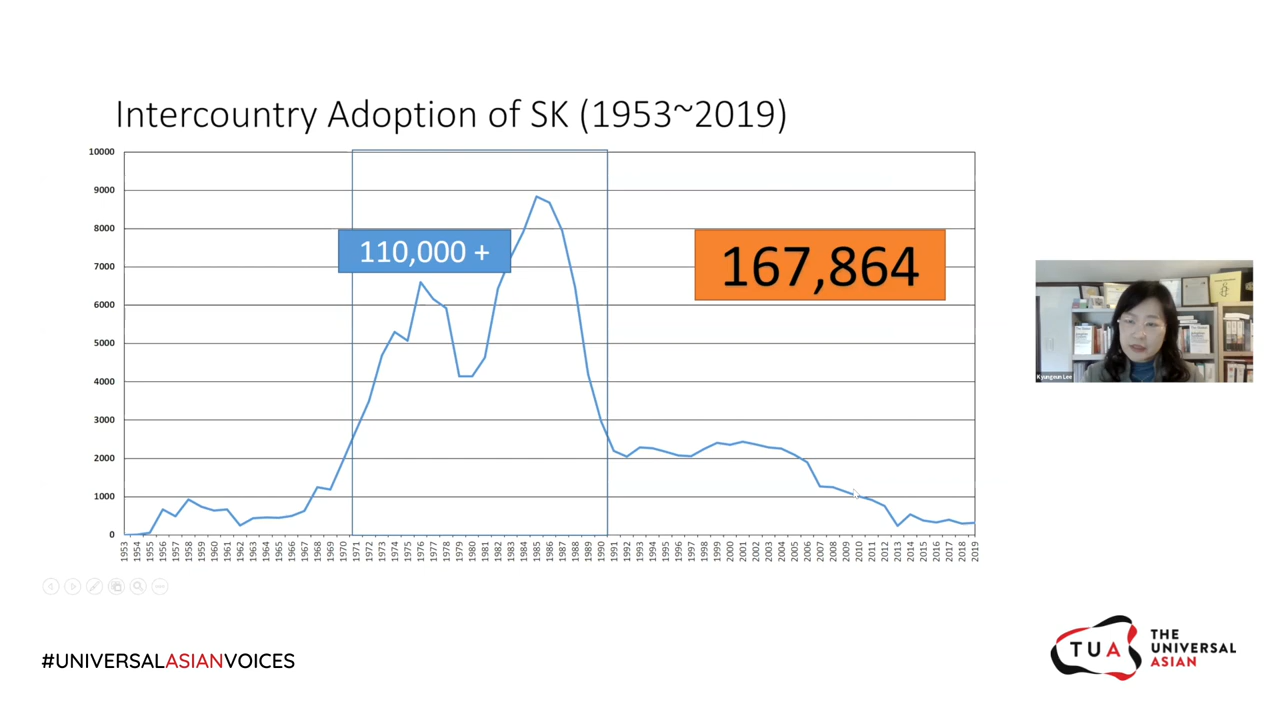 Intercountry Adoption of SK (1953~2019)
10000
9000
8000
7000
6000
5000
4000
3000
2000
1000
0
110,000 +
167,864
1953 1954 1955 1956 1957 1958 1959 1960 1961 1962 1963 1964 1965 1966 1967 1968 1969 1970 1971 1972 1973 1974 1975 1976 1977 1978 1979 1980 1981 1982 1983 1984 1985 1986 1987 1988 1989 1990 1991 1992 1993 1994 1995 1996 1997 1998 1999 2000 2001 2002 2003 2004 2005 2006 2007 2008 2009 2010 2011 2012 2013 2014 2015 2016 2017 2018 2019
Kyungeun Lee
#UNIVERSALASIANVOICES
TUA
THE
UNIVERSAL
ASIAN